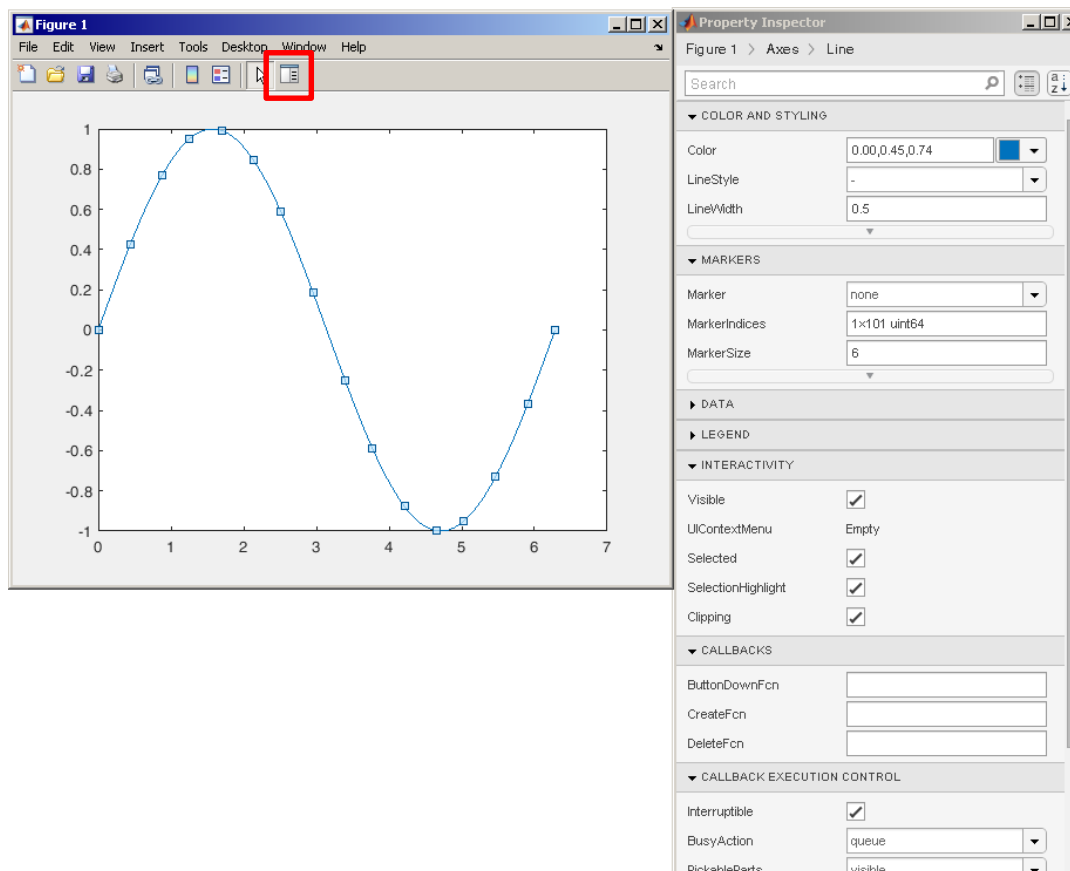 Figure 1
File Edit View Insert Tools Desktop Window Help
1
0.8
0.6
0.4
0.2
0
-0.2
-0.4
-0.6
-0.8
-1
0 1 2 3 4 5 6 7
Property Inspector
Figure 1 > Axes > Line
Search
a z
COLOR AND STYLING
Color 0.00,0.45,0.74
LineStyle -
LineWidth 0.5
MARKERS
Marker none
MarkerIndices 1×101 uint64
MarkerSize 6
DATA
LEGEND
INTERACTIVITY
Visible
UIContextMenu Empty
Selected
SelectionHighlight
Clipping
CALLBACKS
ButtonDownFcn
CreateFcn
DeleteFcn
CALLBACK EXECUTION CONTROL
Interruptible
BusyAction queue
PickableParts visible